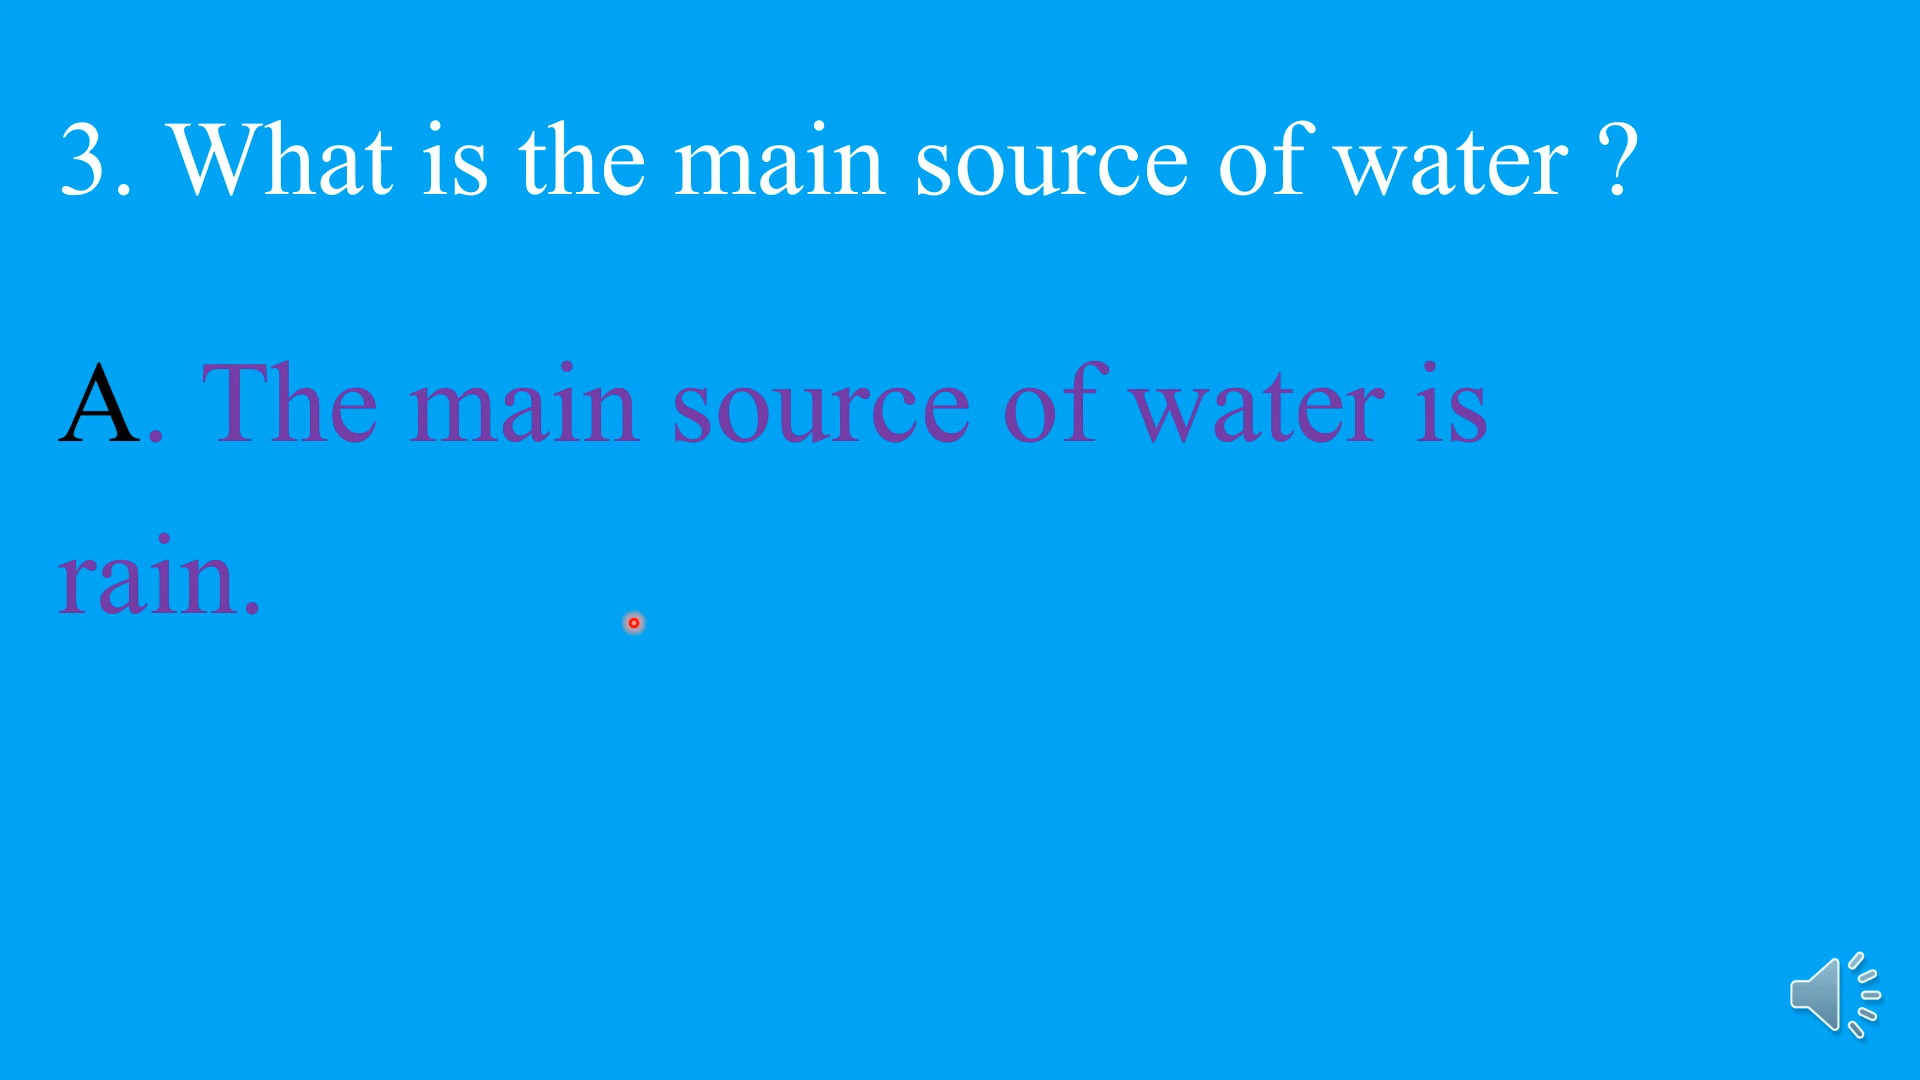 3. What is the main source of water ?
A. The main source of water is
rain.